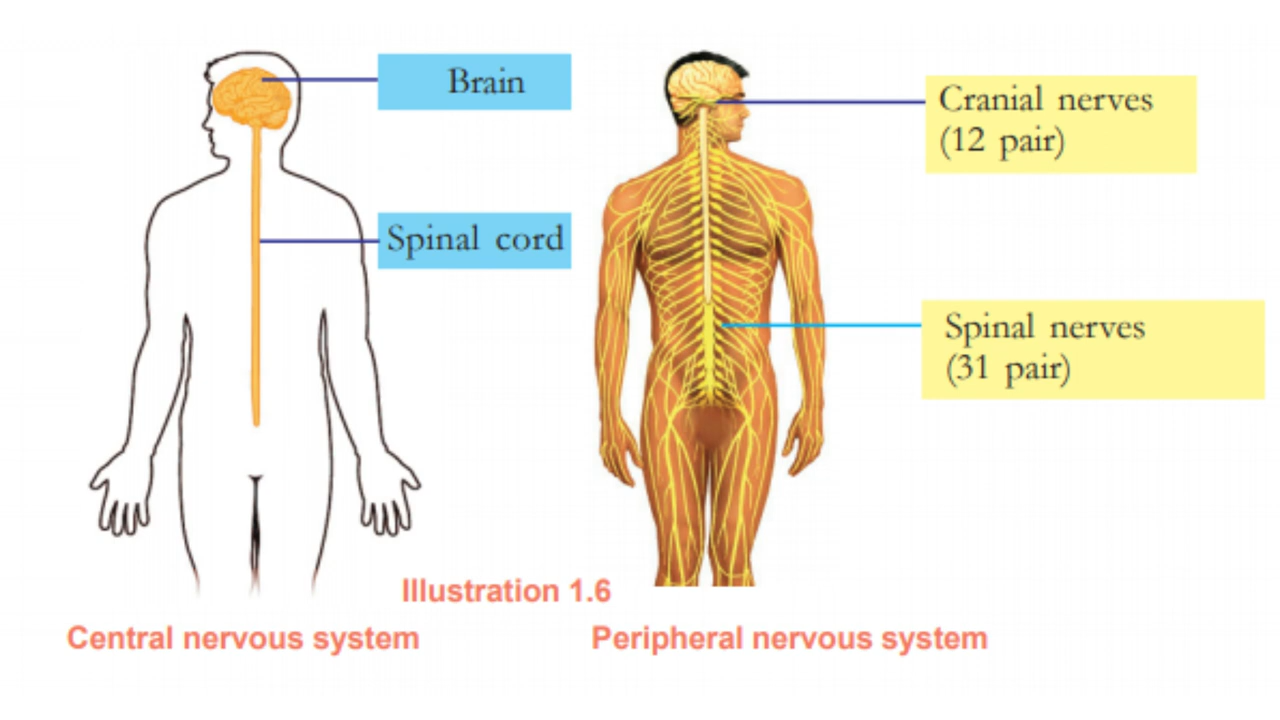 Brain
Cranial nerves
(12 pair)
Spinal cord
Spinal nerves
(31 pair)
Illustration 1.6
Central nervous system
Peripheral nervous system